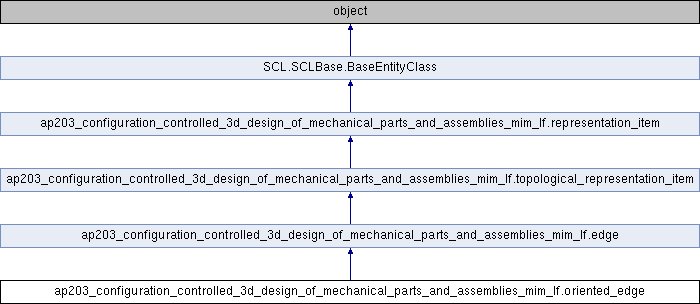 object
SCL.SCLBase.BaseEntityClass
ap203_configuration_controlled_3d_design_of_mechanical_parts_and_assemblies_mim_lf.representation_item
ap203_configuration_controlled_3d_design_of_mechanical_parts_and_assemblies_mim_lf.topological_representation_item
ap203_configuration_controlled_3d_design_of_mechanical_parts_and_assemblies_mim_lf.edge
ap203_configuration_controlled_3d_design_of_mechanical_parts_and_assemblies_mim_lf.oriented_edge